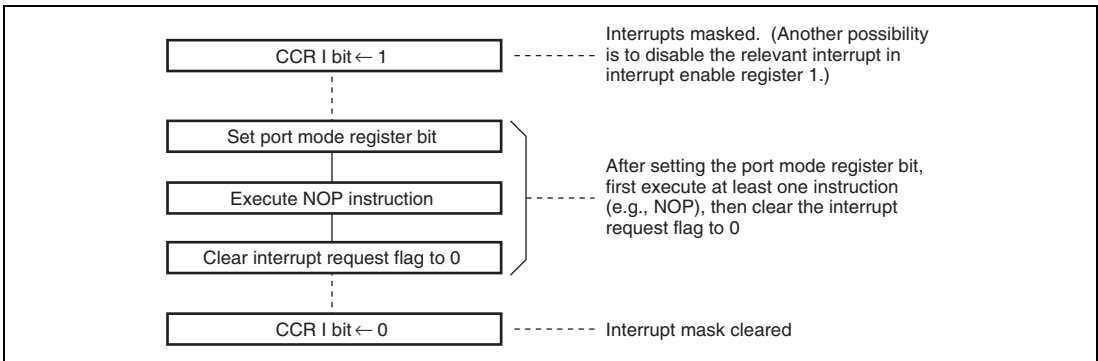 CCR I bit ← 1
Interrupts masked. (Another possibility
is to disable the relevant interrupt in
interrupt enable register 1.)
Set port mode register bit
Execute NOP instruction
Clear interrupt request flag to 0
After setting the port mode register bit,
first execute at least one instruction
(e.g., NOP), then clear the interrupt
request flag to 0
CCR I bit ← 0
Interrupt mask cleared